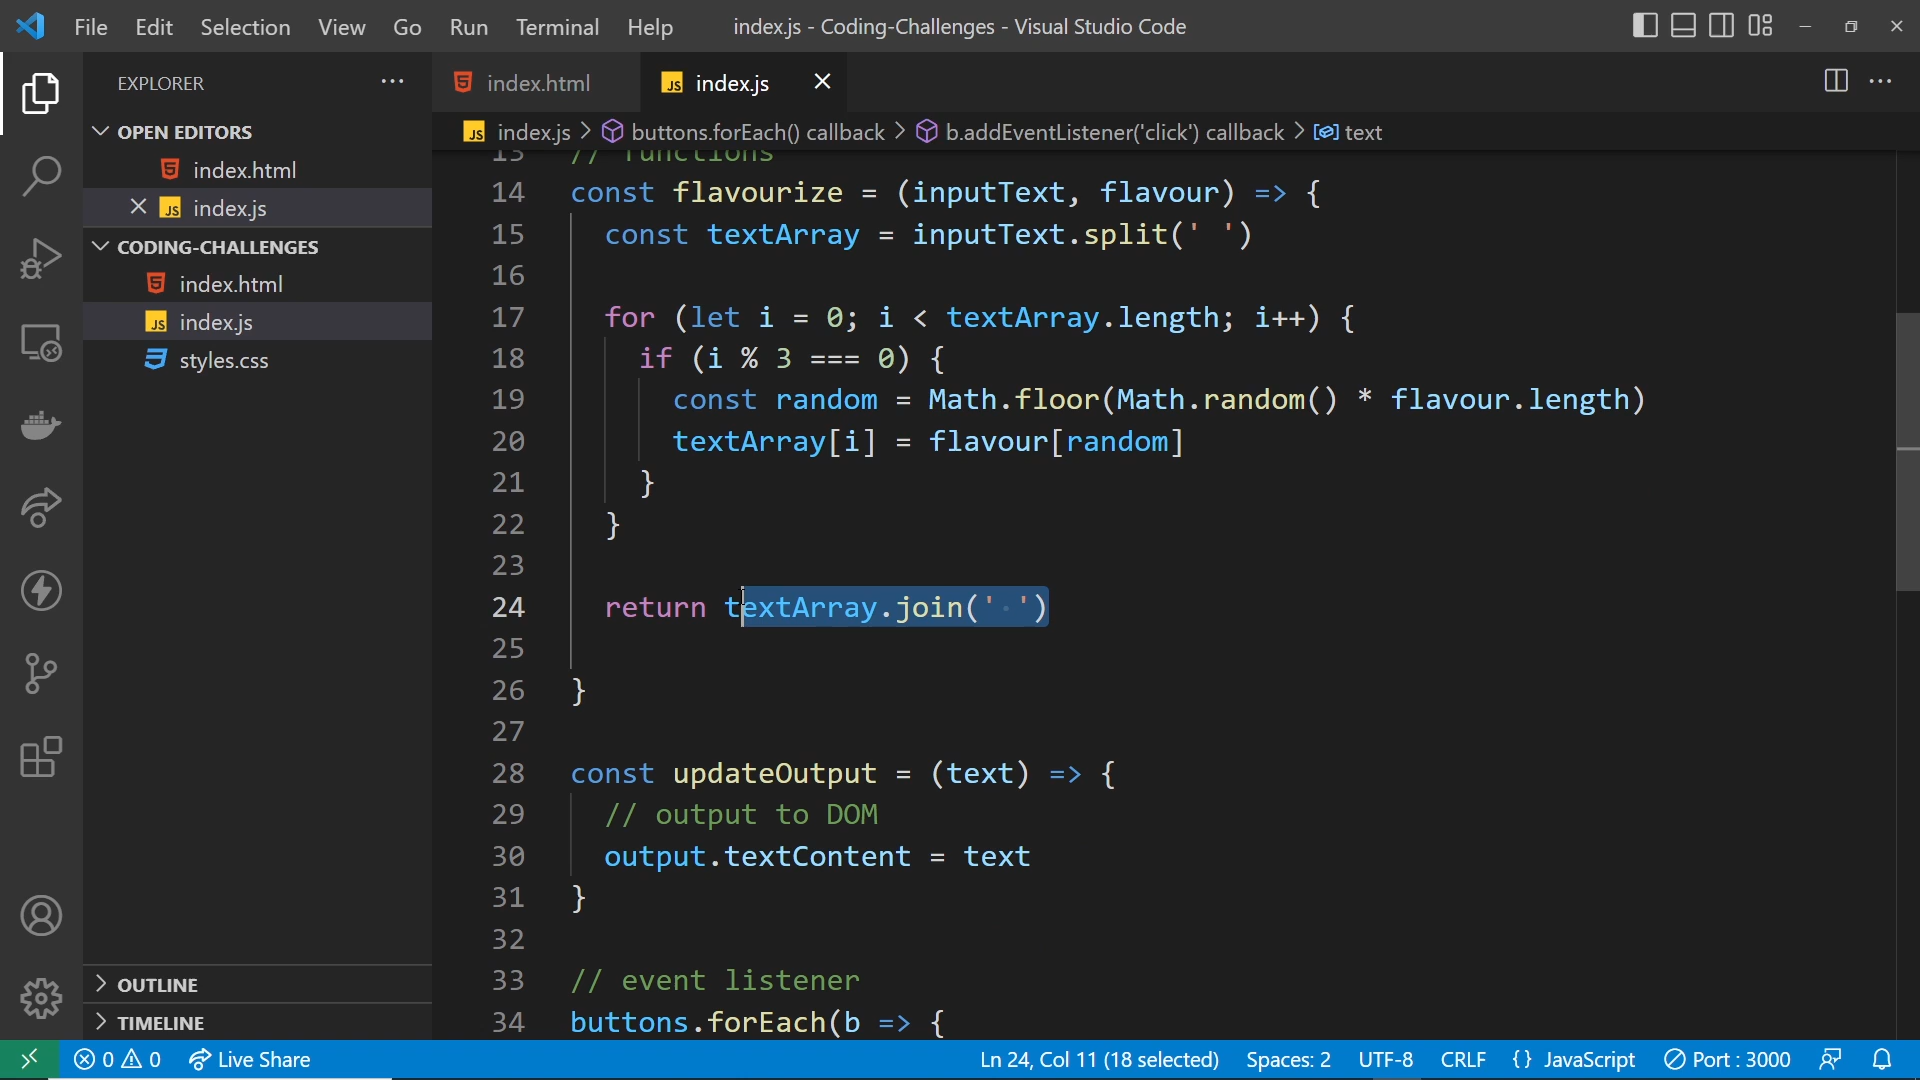 File Edit Selection View Go Run Terminal Help index.js - Coding-Challenges - Visual Studio Code
EXPLORER
OPEN EDITORS
index.html
index.js
CODING-CHALLENGES
index.html
index.js
styles.css
OUTLINE
TIMELINE
index.html JS index.js
JS index.js > buttons.forEach() callback > b.addEventListener('click') callback > text
13 // functions
14 const flavourize = (inputText, flavour) => {
15 const textArray = inputText.split(' ')
16
17 for (let i = 0; i < textArray.length; i++) {
18 if (i % 3 === 0) {
19 const random = Math.floor(Math.random() * flavour.length)
20 textArray[i] = flavour[random]
21 }
22 }
23
24 return textArray.join(' ')
25
26 }
27
28 const updateOutput = (text) => {
29 // output to DOM
30 output.textContent = text
31 }
32
33 // event listener
34 buttons.forEach(b => {
0 0 Live Share Ln 24, Col 11 (18 selected) Spaces: 2 UTF-8 CRLF {} JavaScript Port : 3000